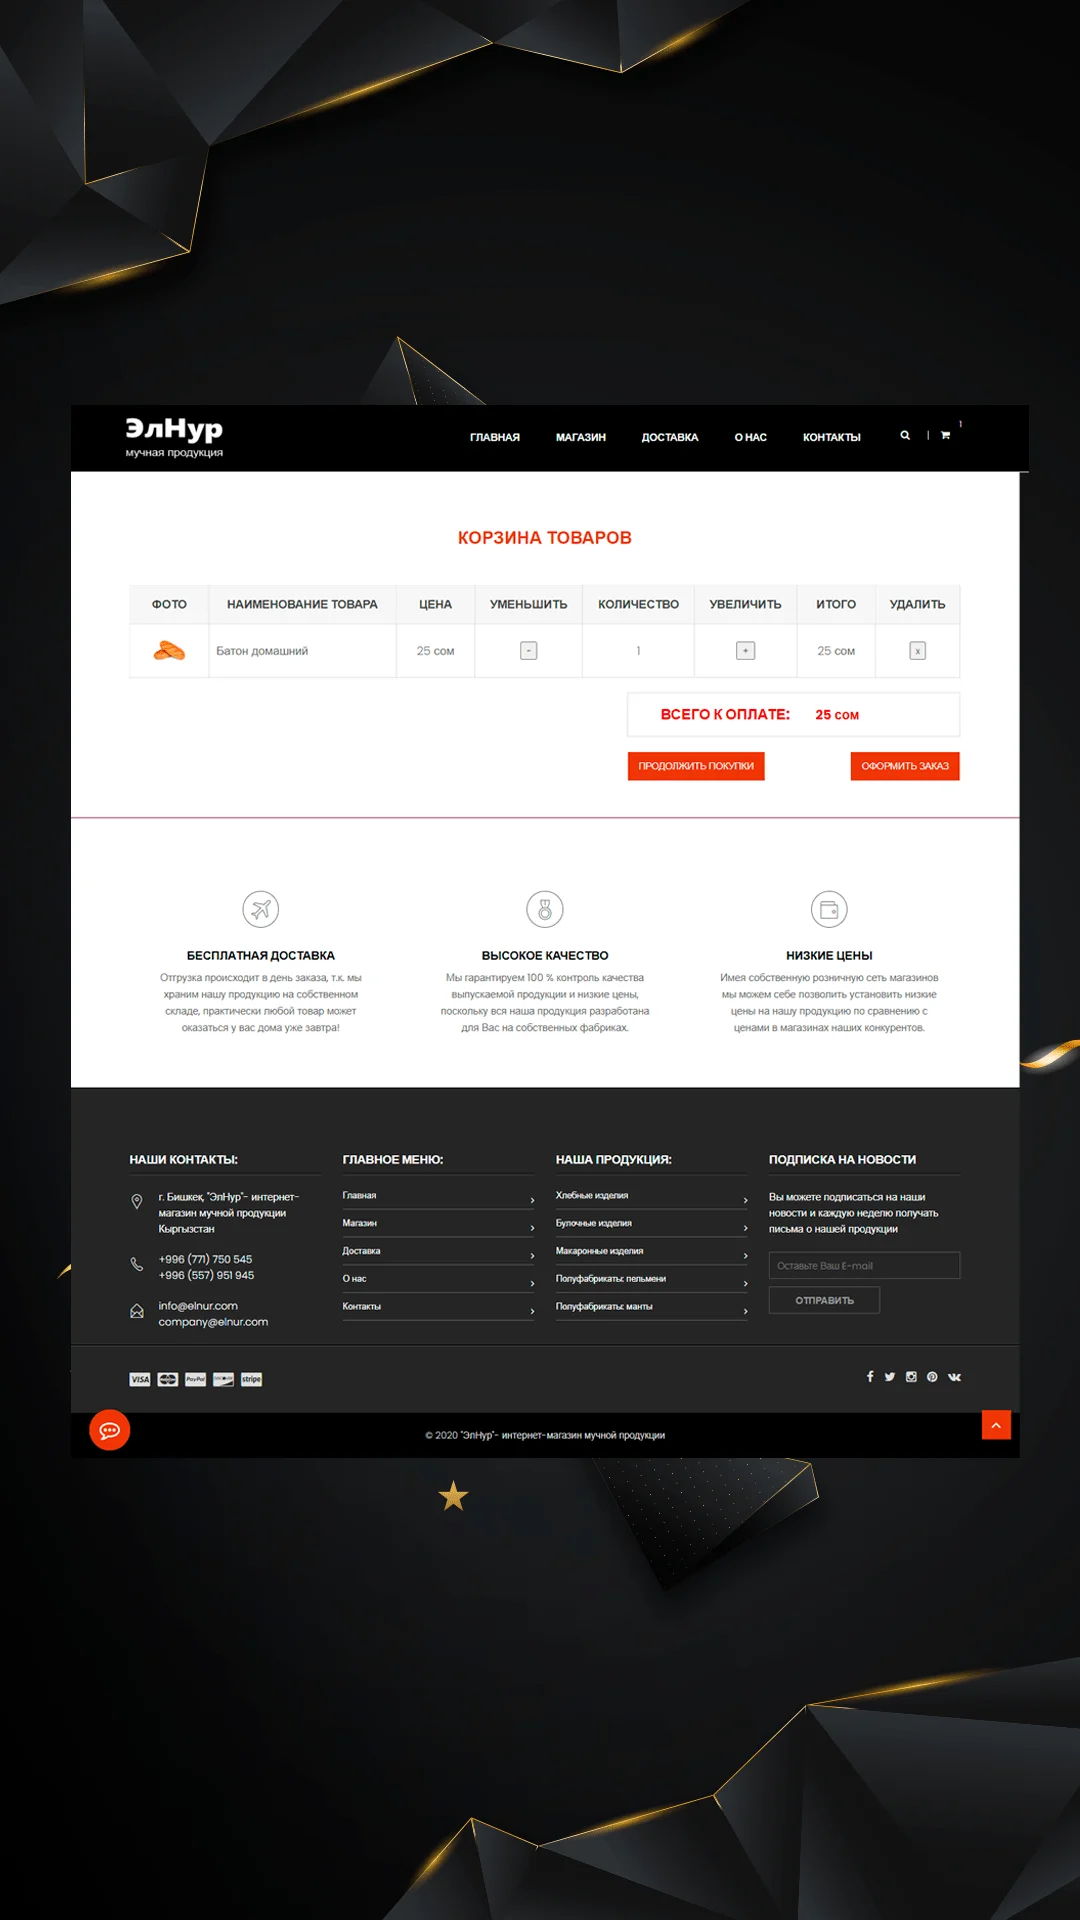 ЭлНур
мучная продукция
ГЛАВНАЯ МАГАЗИН ДОСТАВКА О НАС КОНТАКТЫ | 1
КОРЗИНА ТОВАРОВ
ФОТО НАИМЕНОВАНИЕ ТОВАРА ЦЕНА УМЕНЬШИТЬ КОЛИЧЕСТВО УВЕЛИЧИТЬ ИТОГО УДАЛИТЬ
Батон домашний 25 сом - 1 + 25 сом x
ВСЕГО К ОПЛАТЕ: 25 сом
ПРОДОЛЖИТЬ ПОКУПКИ ОФОРМИТЬ ЗАКАЗ
БЕСПЛАТНАЯ ДОСТАВКА
Отгрузка происходит в день заказа, т.к. мы
храним нашу продукцию на собственном
складе, практически любой товар может
оказаться у вас дома уже завтра!
ВЫСОКОЕ КАЧЕСТВО
Мы гарантируем 100 % контроль качества
выпускаемой продукции и низкие цены,
поскольку вся наша продукция разработана
для Вас на собственных фабриках.
НИЗКИЕ ЦЕНЫ
Имея собственную розничную сеть магазинов
мы можем себе позволить установить низкие
цены на нашу продукцию по сравнению с
ценами в магазинах наших конкурентов.
НАШИ КОНТАКТЫ:
г. Бишкек, "ЭлНур"- интернет-
магазин мучной продукции
Кыргызстан
+996 (771) 750 545
+996 (557) 951 945
info@elnur.com
company@elnur.com
ГЛАВНОЕ МЕНЮ:
Главная
Магазин
Доставка
О нас
Контакты
НАША ПРОДУКЦИЯ:
Хлебные изделия
Булочные изделия
Макаронные изделия
Полуфабрикаты: пельмени
Полуфабрикаты: манты
ПОДПИСКА НА НОВОСТИ
Вы можете подписаться на наши
новости и каждую неделю получать
письма о нашей продукции
Оставьте Ваш E-mail
ОТПРАВИТЬ
VISA PayPal stripe
© 2020 "ЭлНур"- интернет-магазин мучной продукции